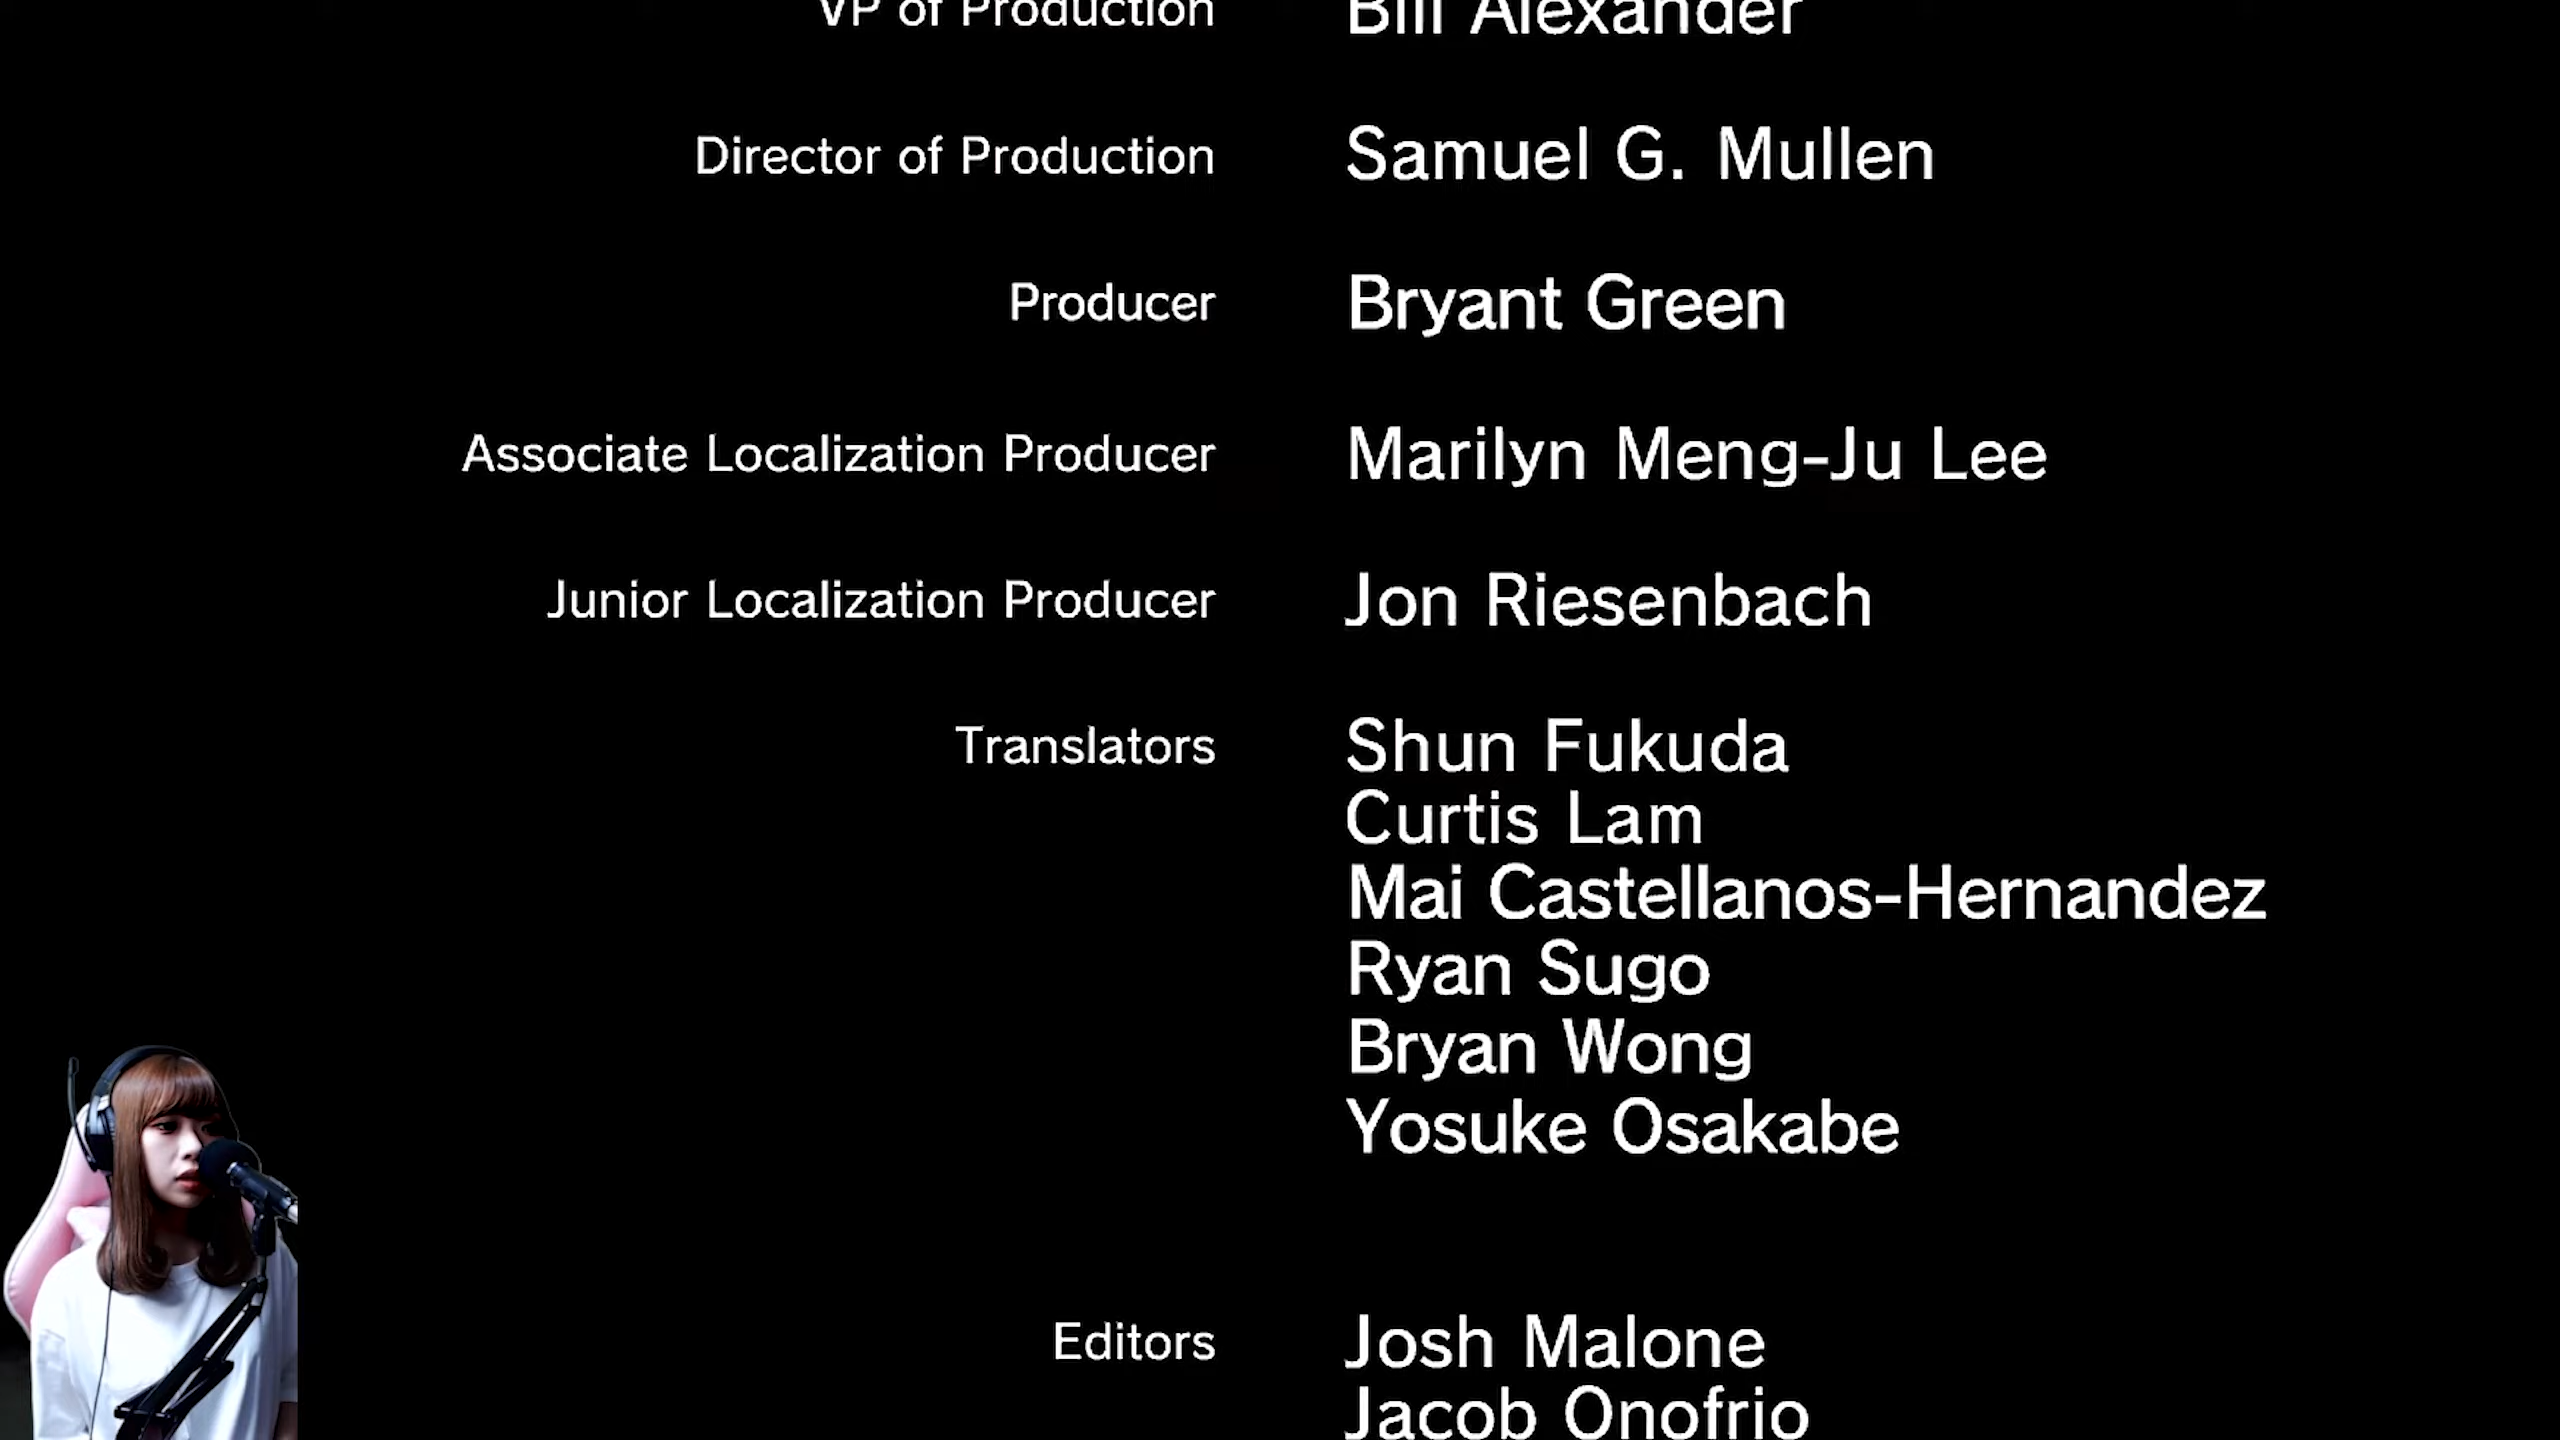 VP of Production Bill Alexander
Director of Production Samuel G. Mullen
Producer Bryant Green
Associate Localization Producer Marilyn Meng-Ju Lee
Junior Localization Producer Jon Riesenbach
Translators Shun Fukuda
Curtis Lam
Mai Castellanos-Hernandez
Ryan Sugo
Bryan Wong
Yosuke Osakabe
Editors Josh Malone
Jacob Onofrio